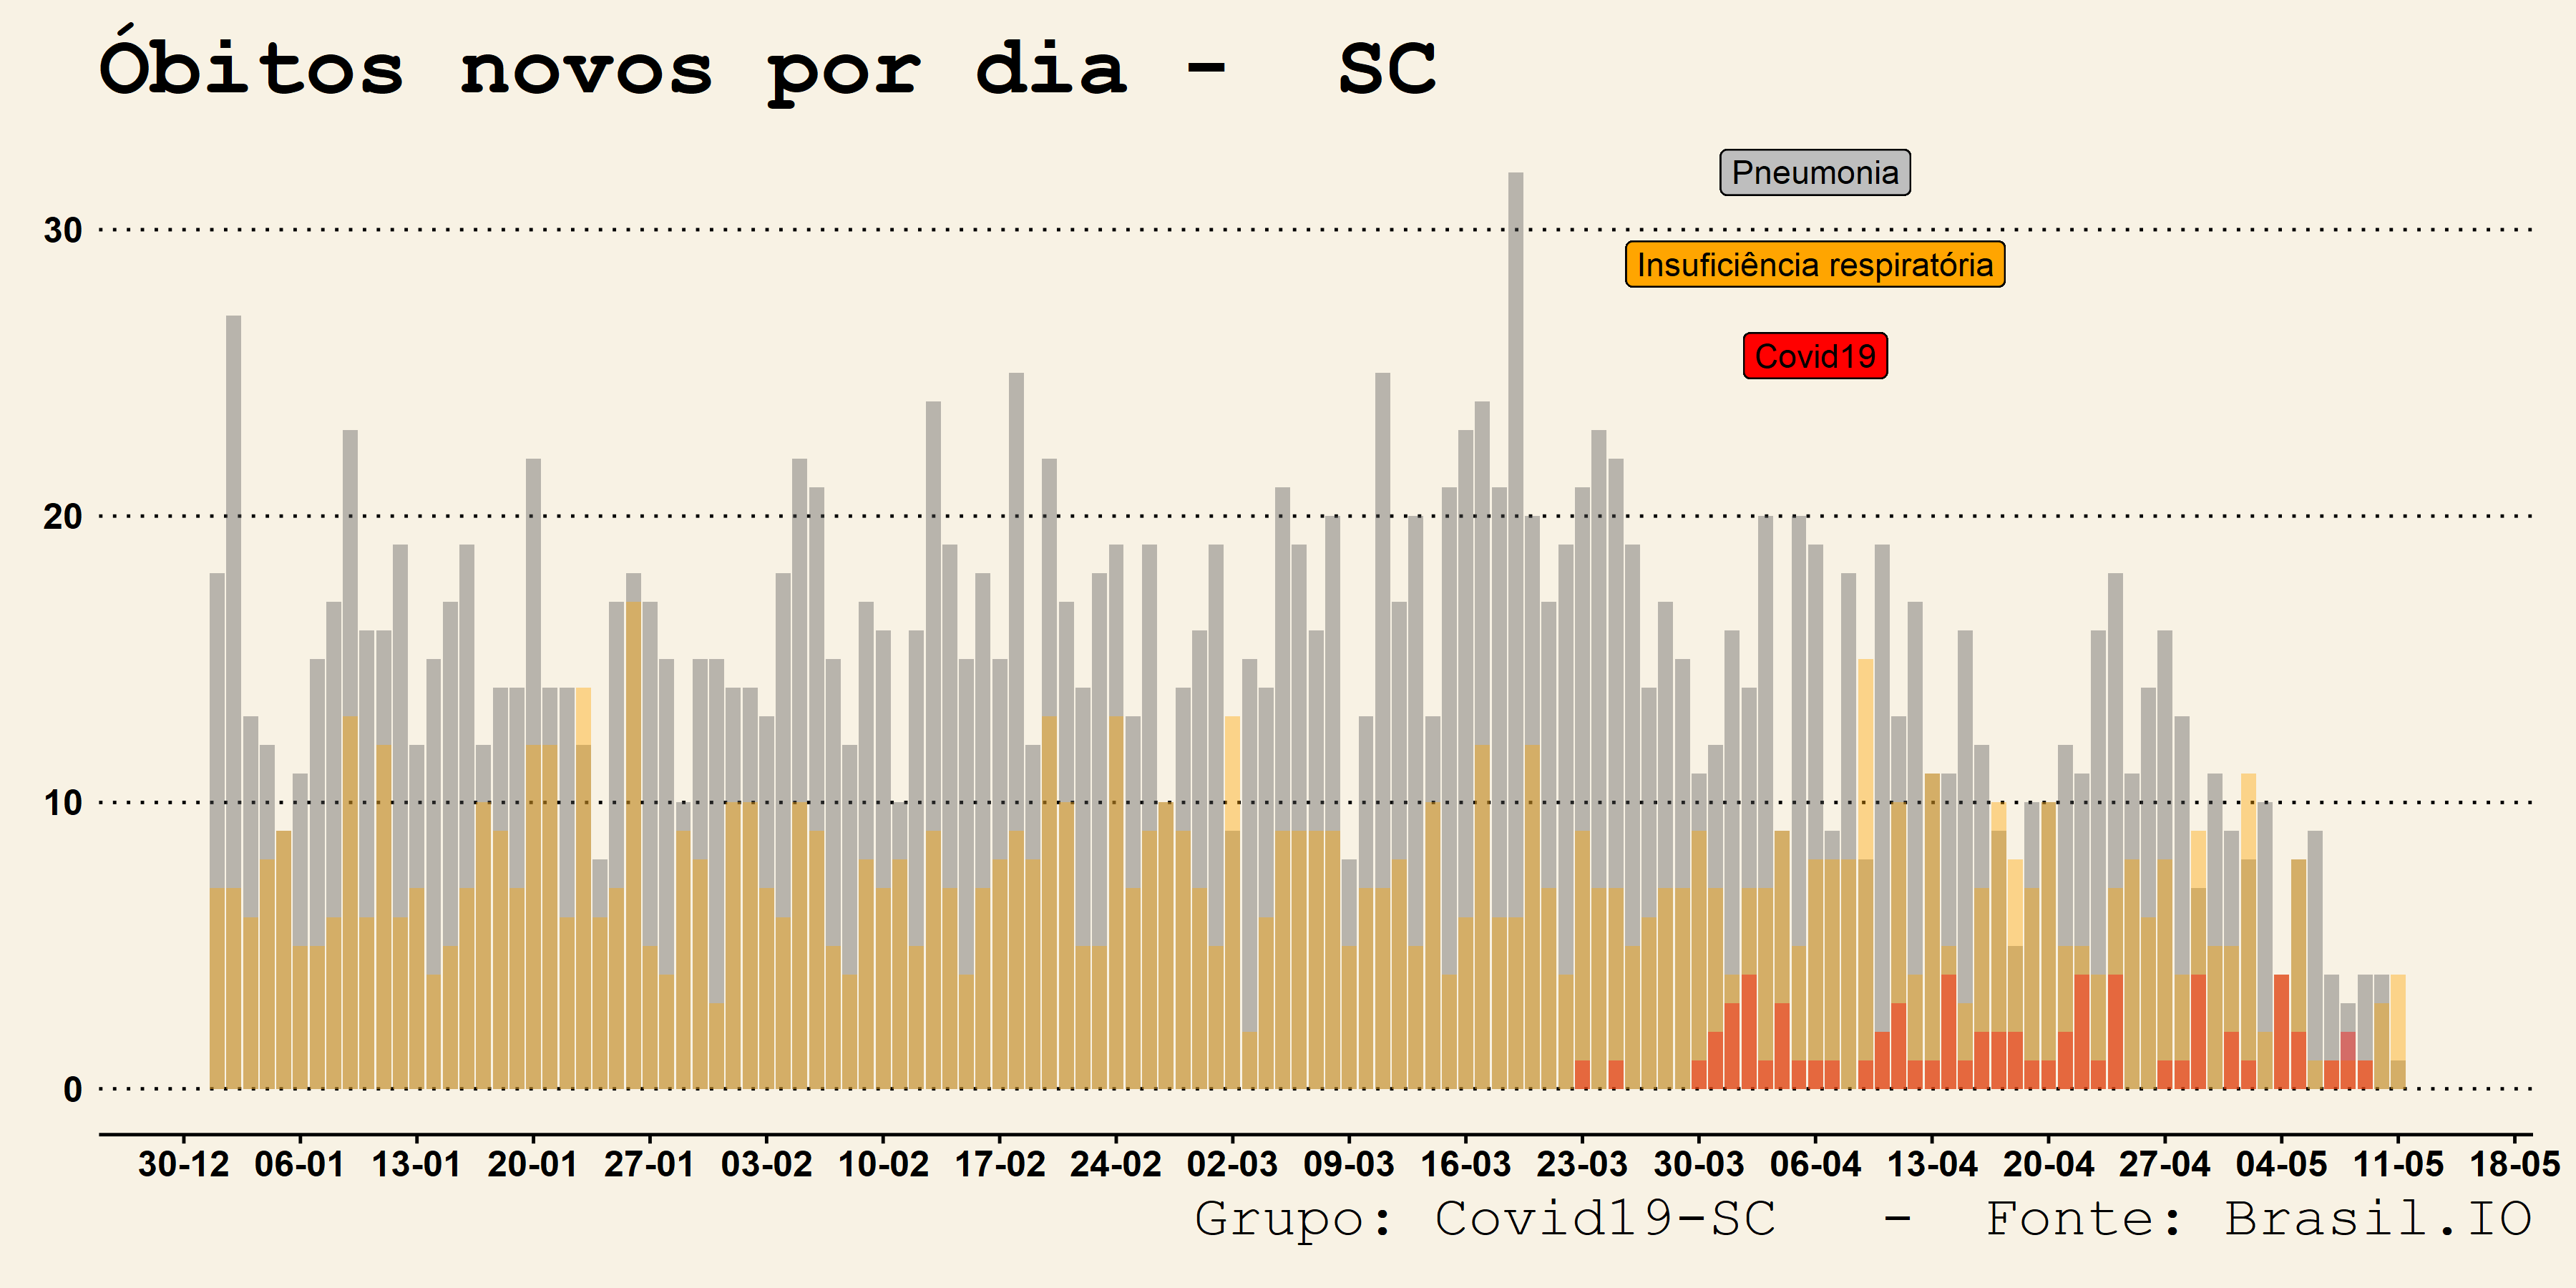 Óbitos novos por dia - SC
Pneumonia
30
Insuficiência respiratória
Covid19
20
10
0
30-12 06-01 13-01 20-01 27-01 03-02 10-02 17-02 24-02 02-03 09-03 16-03 23-03 30-03 06-04 13-04 20-04 27-04 04-05 11-05 18-05
Grupo: Covid19-SC - Fonte: Brasil.IO